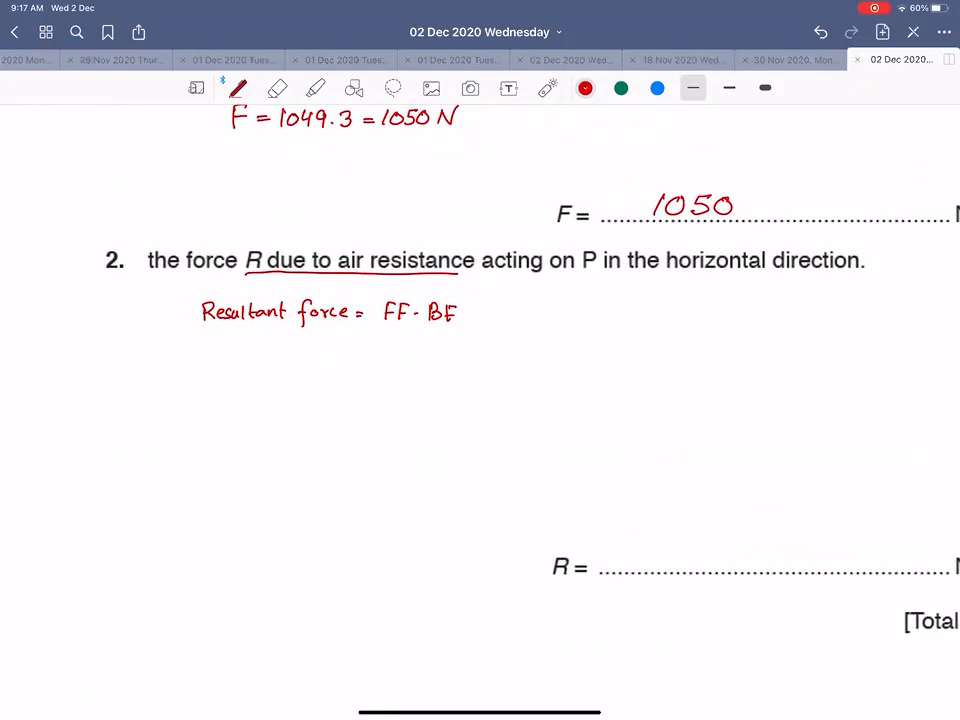 9:17 AM Wed 2 Dec
60%
02 Dec 2020 Wednesday
2020 Mon...
26 Nov 2020 Thur...
01 Dec 2020 Tues...
01 Dec 2020 Tues...
01 Dec 2020 Tues...
02 Dec 2020 Wed...
18 Nov 2020 Wed...
30 Nov 2020, Mon...
02 Dec 2020...
F = 1049.3 = 1050 N
F = 1050 N
2. the force R due to air resistance acting on P in the horizontal direction.
Resultant force = FF - BF
R = N
[Total